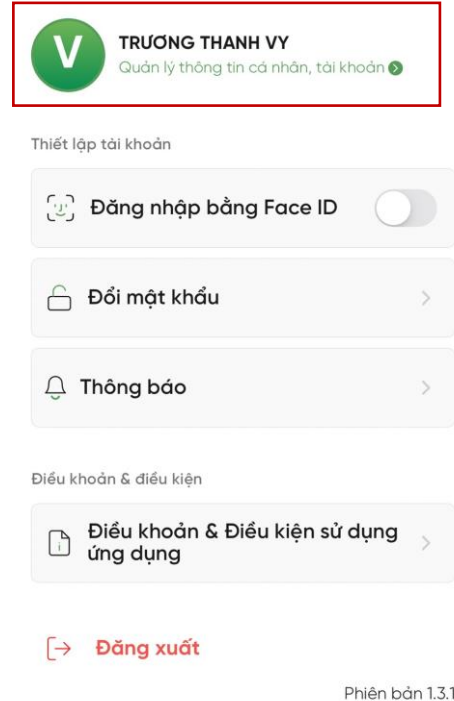 V
TRƯƠNG THANH VY
Quản lý thông tin cá nhân, tài khoản
Thiết lập tài khoản
Đăng nhập bằng Face ID
Đổi mật khẩu
Thông báo
Điều khoản & điều kiện
Điều khoản & Điều kiện sử dụng
ứng dụng
Đăng xuất
Phiên bản 1.3.1